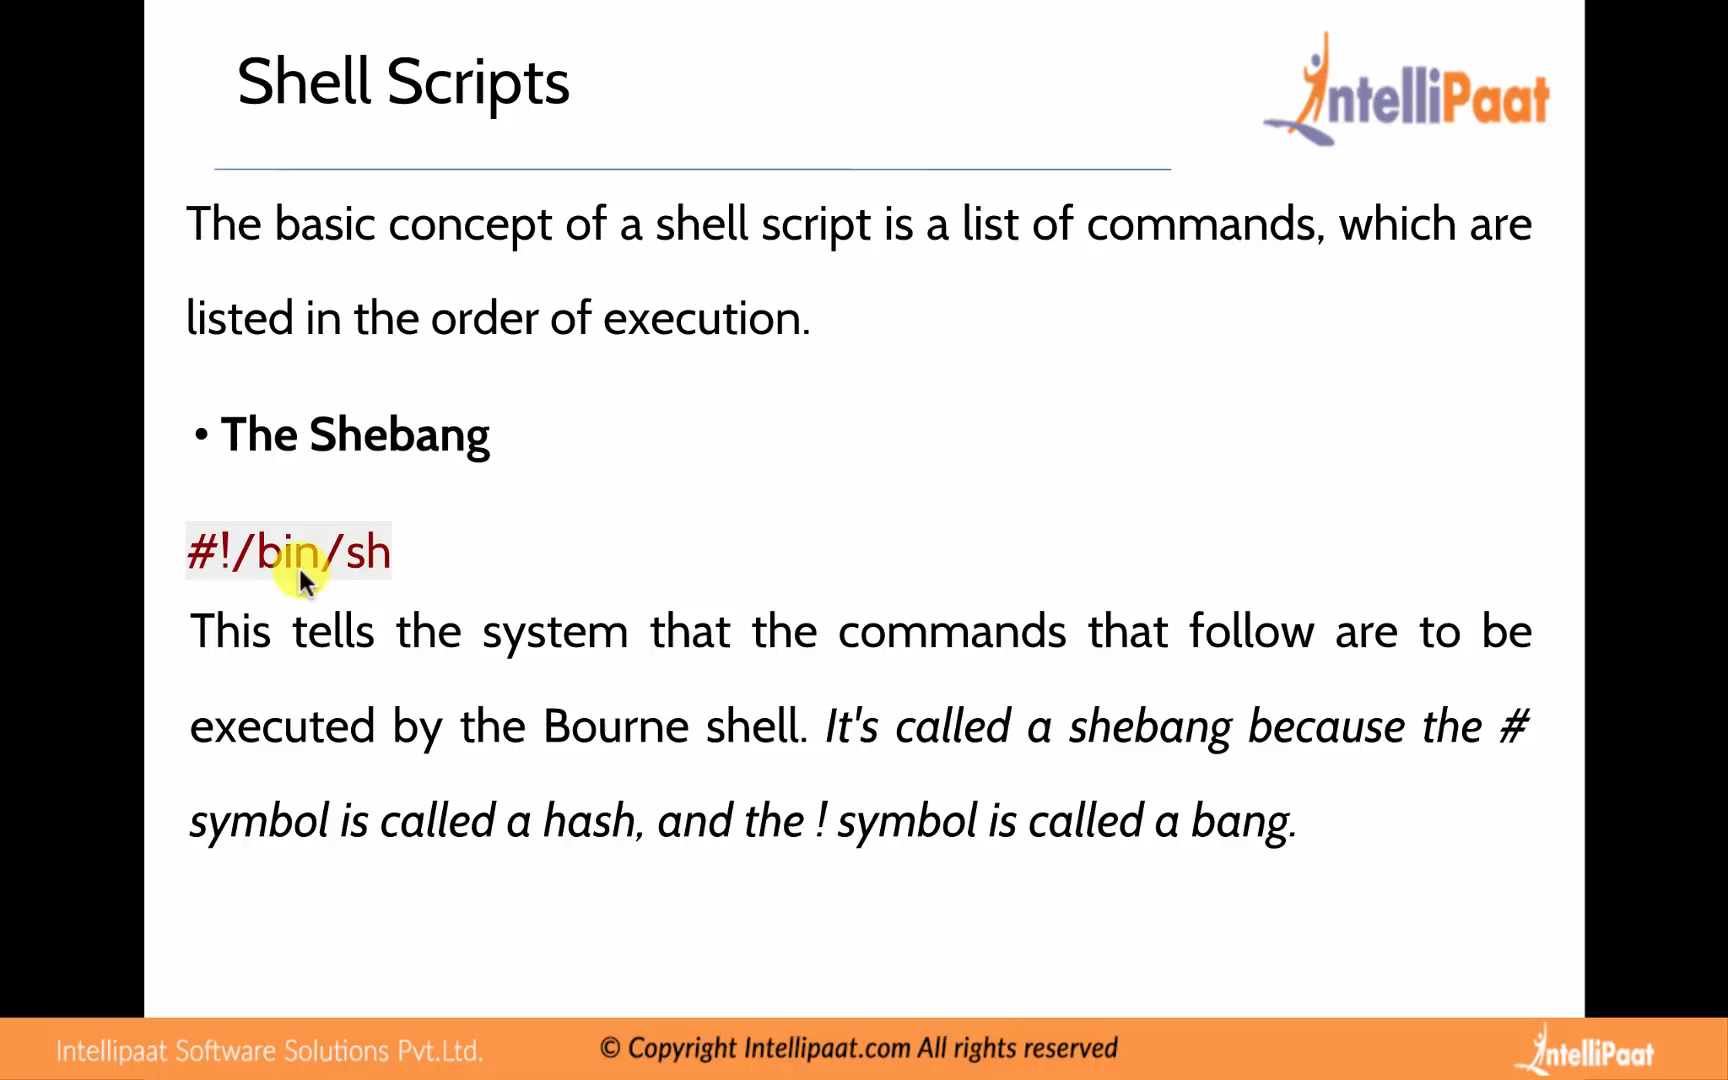 Shell Scripts
IntelliPaat
The basic concept of a shell script is a list of commands, which are
listed in the order of execution.
• The Shebang
#!/bin/sh
This tells the system that the commands that follow are to be
executed by the Bourne shell. It's called a shebang because the #
symbol is called a hash, and the ! symbol is called a bang.
Intellipaat Software Solutions Pvt.Ltd.
© Copyright Intellipaat.com All rights reserved
IntelliPaat